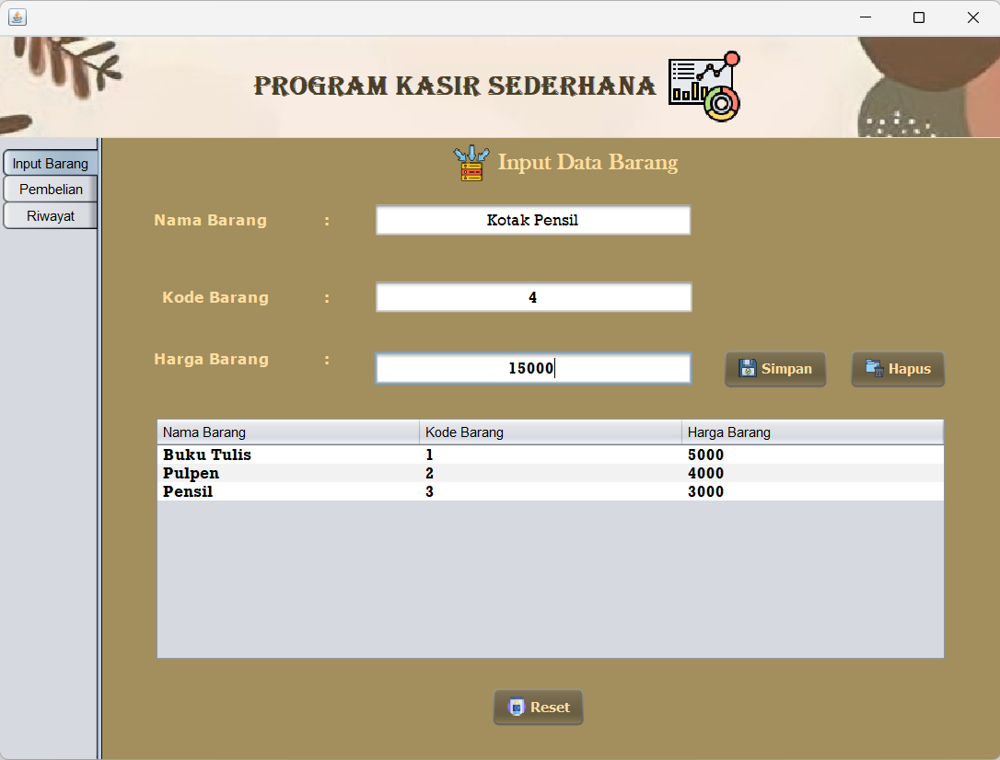 PROGRAM KASIR SEDERHANA
Input Barang
Pembelian
Riwayat
Input Data Barang
Nama Barang : Kotak Pensil
Kode Barang : 4
Harga Barang : 15000
Simpan Hapus
Nama Barang Kode Barang Harga Barang
Buku Tulis 1 5000
Pulpen 2 4000
Pensil 3 3000
Reset